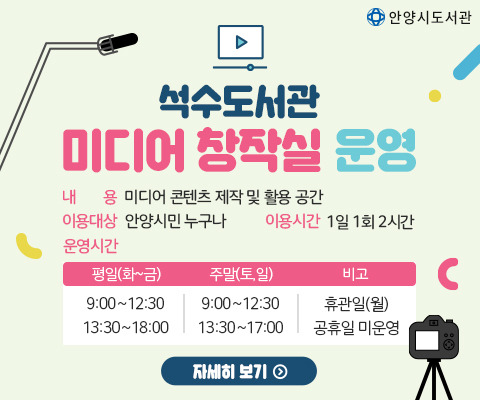 안양시도서관
석수도서관
미디어 창작실 운영
내 용 미디어 콘텐츠 제작 및 활용 공간
이용대상 안양시민 누구나 이용시간 1일 1회 2시간
운영시간
평일(화~금) 주말(토,일) 비고
9:00~12:30 9:00~12:30 휴관일(월)
13:30~18:00 13:30~17:00 공휴일 미운영
자세히 보기